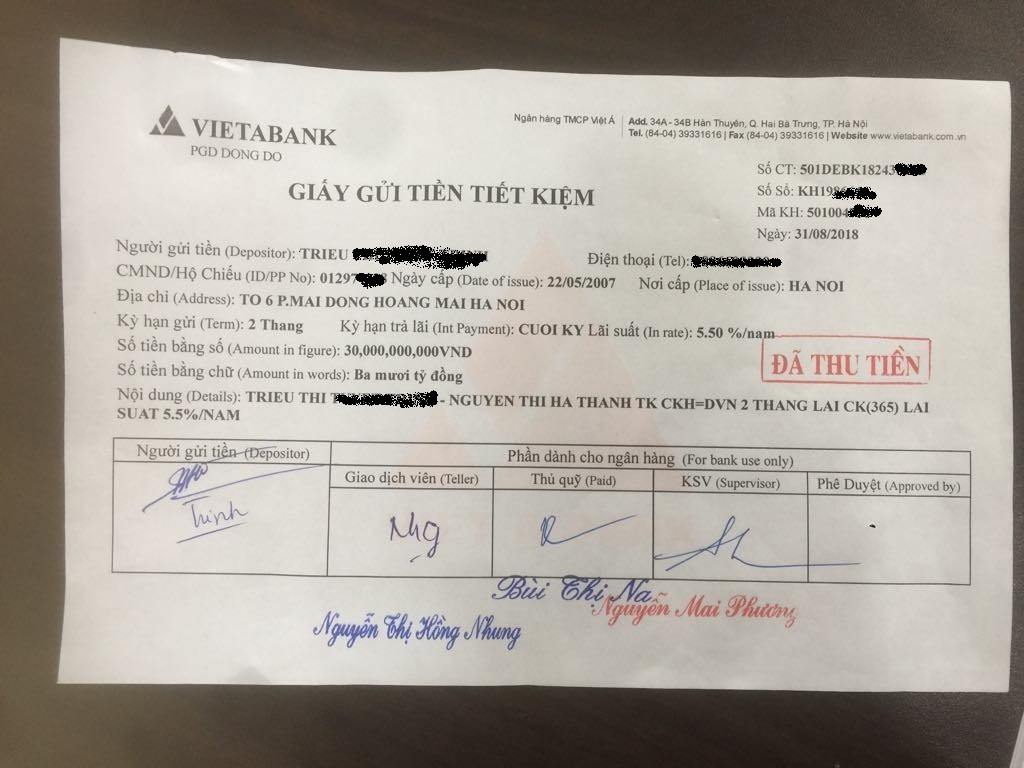 VIETABANK
PGD DONG DO
Ngân hàng TMCP Việt Á
Add. 34A - 34B Hàn Thuyên, Q. Hai Bà Trưng, TP. Hà Nội
Tel. (84-04) 39331616 | Fax (84-04) 39331616 | Website www.vietabank.com.vn
GIẤY GỬI TIỀN TIẾT KIỆM
Số CT: 501DEBK18243
Số Sổ: KH198
Mã KH: 501004
Ngày: 31/08/2018
Người gửi tiền (Depositor): TRIEU Điện thoại (Tel):
CMND/Hộ Chiếu (ID/PP No): 01297 Ngày cấp (Date of issue): 22/05/2007 Nơi cấp (Place of issue): HA NOI
Địa chỉ (Address): TO 6 P.MAI DONG HOANG MAI HA NOI
Kỳ hạn gửi (Term): 2 Thang Kỳ hạn trả lãi (Int Payment): CUOI KY Lãi suất (In rate): 5.50 %/nam
Số tiền bằng số (Amount in figure): 30,000,000,000VND
ĐÃ THU TIỀN
Số tiền bằng chữ (Amount in words): Ba mươi tỷ đồng
Nội dung (Details): TRIEU THI - NGUYEN THI HA THANH TK CKH=DVN 2 THANG LAI CK(365) LAI
SUAT 5.5%/NAM
Người gửi tiền (Depositor)
Phần dành cho ngân hàng (For bank use only)
Giao dịch viên (Teller) Thủ quỹ (Paid) KSV (Supervisor) Phê Duyệt (Approved by)
Trinh
Nhg
Bùi Thị Na
Nguyễn Mai Phương
Nguyễn Thị Hồng Nhung